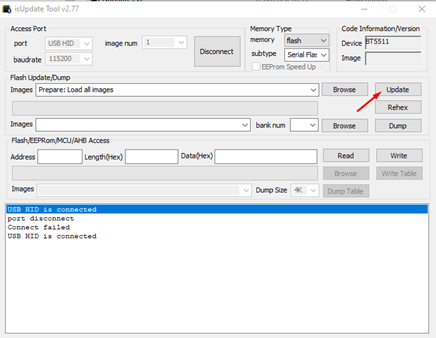 isUpdate Tool v2.77
Access Port
port USB HID image num 1
baudrate 115200
Disconnect
Memory Type
memory flash
subtype Serial Flas
EEProm Speed Up
Code Information/Version
Device BT5511
Image
Flash Update/Dump
Images Prepare: Load all images Browse Update
Rehex
Images bank num Browse Dump
Flash/EEPRom/MCU/AHB Access
Address Length(Hex) Data(Hex) Read Write
Browse Write Table
Images Dump Size 4K Dump Table
USB HID is connected
port disconnect
Connect failed
USB HID is connected